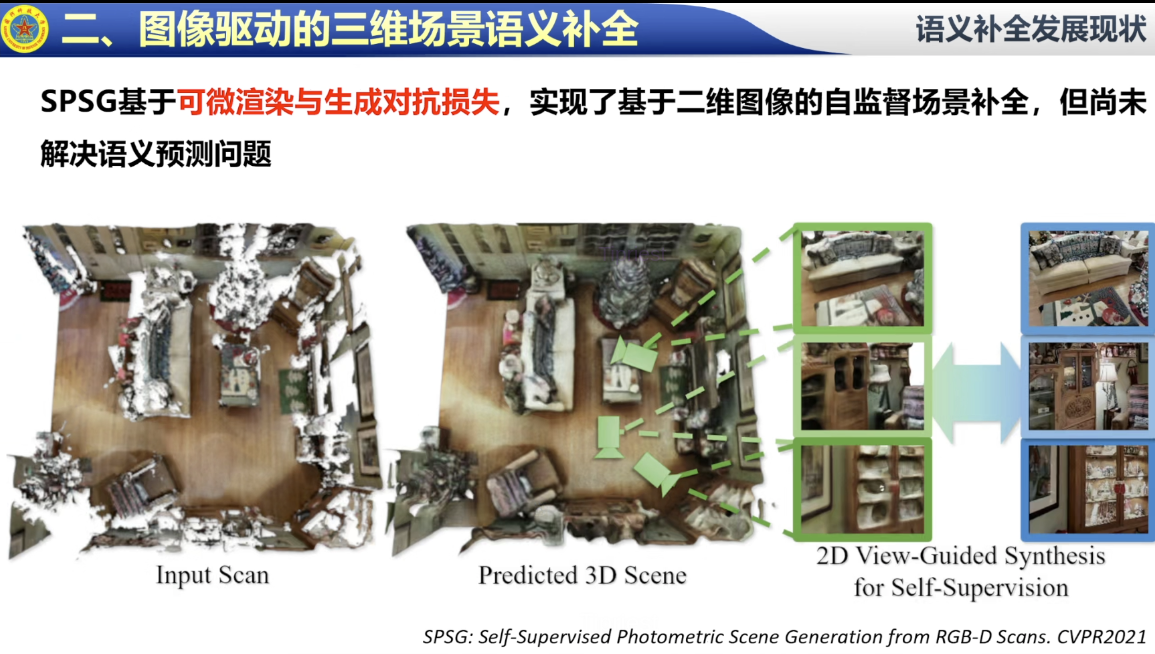 二、图像驱动的三维场景语义补全
语义补全发展现状
SPSG基于可微渲染与生成对抗损失，实现了基于二维图像的自监督场景补全，但尚未
解决语义预测问题
Input Scan
Predicted 3D Scene
2D View-Guided Synthesis
for Self-Supervision
SPSG: Self-Supervised Photometric Scene Generation from RGB-D Scans. CVPR2021